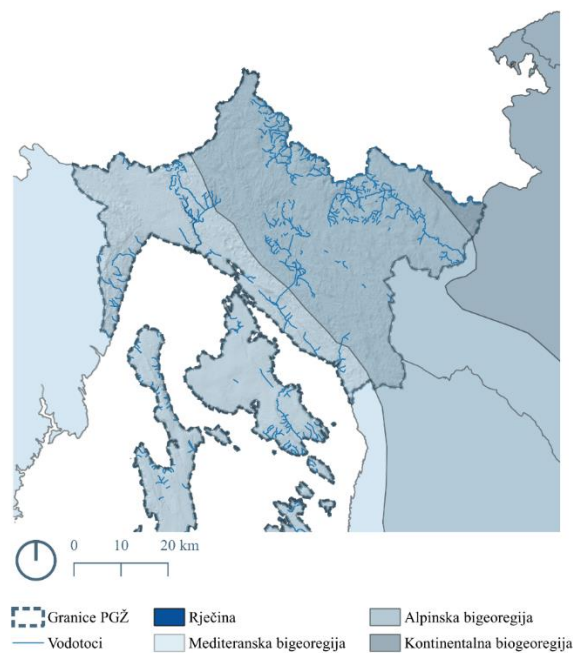 0 10 20 km
Granice PGŽ Rječina Alpinska bigeoregija
Vodotoci Mediteranska bigeoregija Kontinentalna biogeoregija